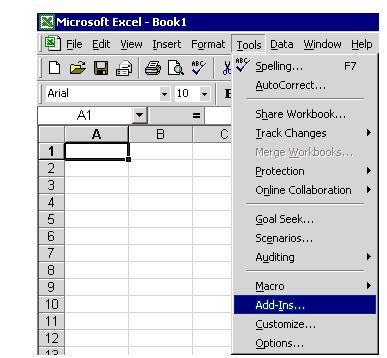 Microsoft Excel - Book1
File Edit View Insert Format Tools Data Window Help
ABC ABC Spelling... F7
AutoCorrect...
Arial 10 B
Share Workbook...
A1 =
Track Changes
A B C
Merge Workbooks...
1
Protection
2
Online Collaboration
3
4
Goal Seek...
5
Scenarios...
6
Auditing
7
8
Macro
9
Add-Ins...
10
Customize...
11
Options...
12
13